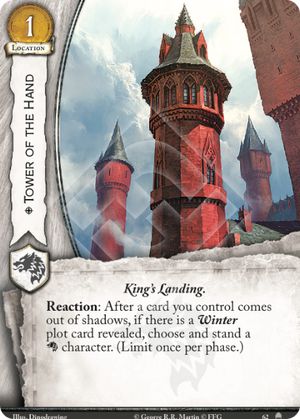 1
Location
Tower of the Hand
King's Landing.
Reaction: After a card you control comes
out of shadows, if there is a Winter
plot card revealed, choose and stand a
character. (Limit once per phase.)
Illus. Dinodrawing
© George R.R. Martin © FFG
62